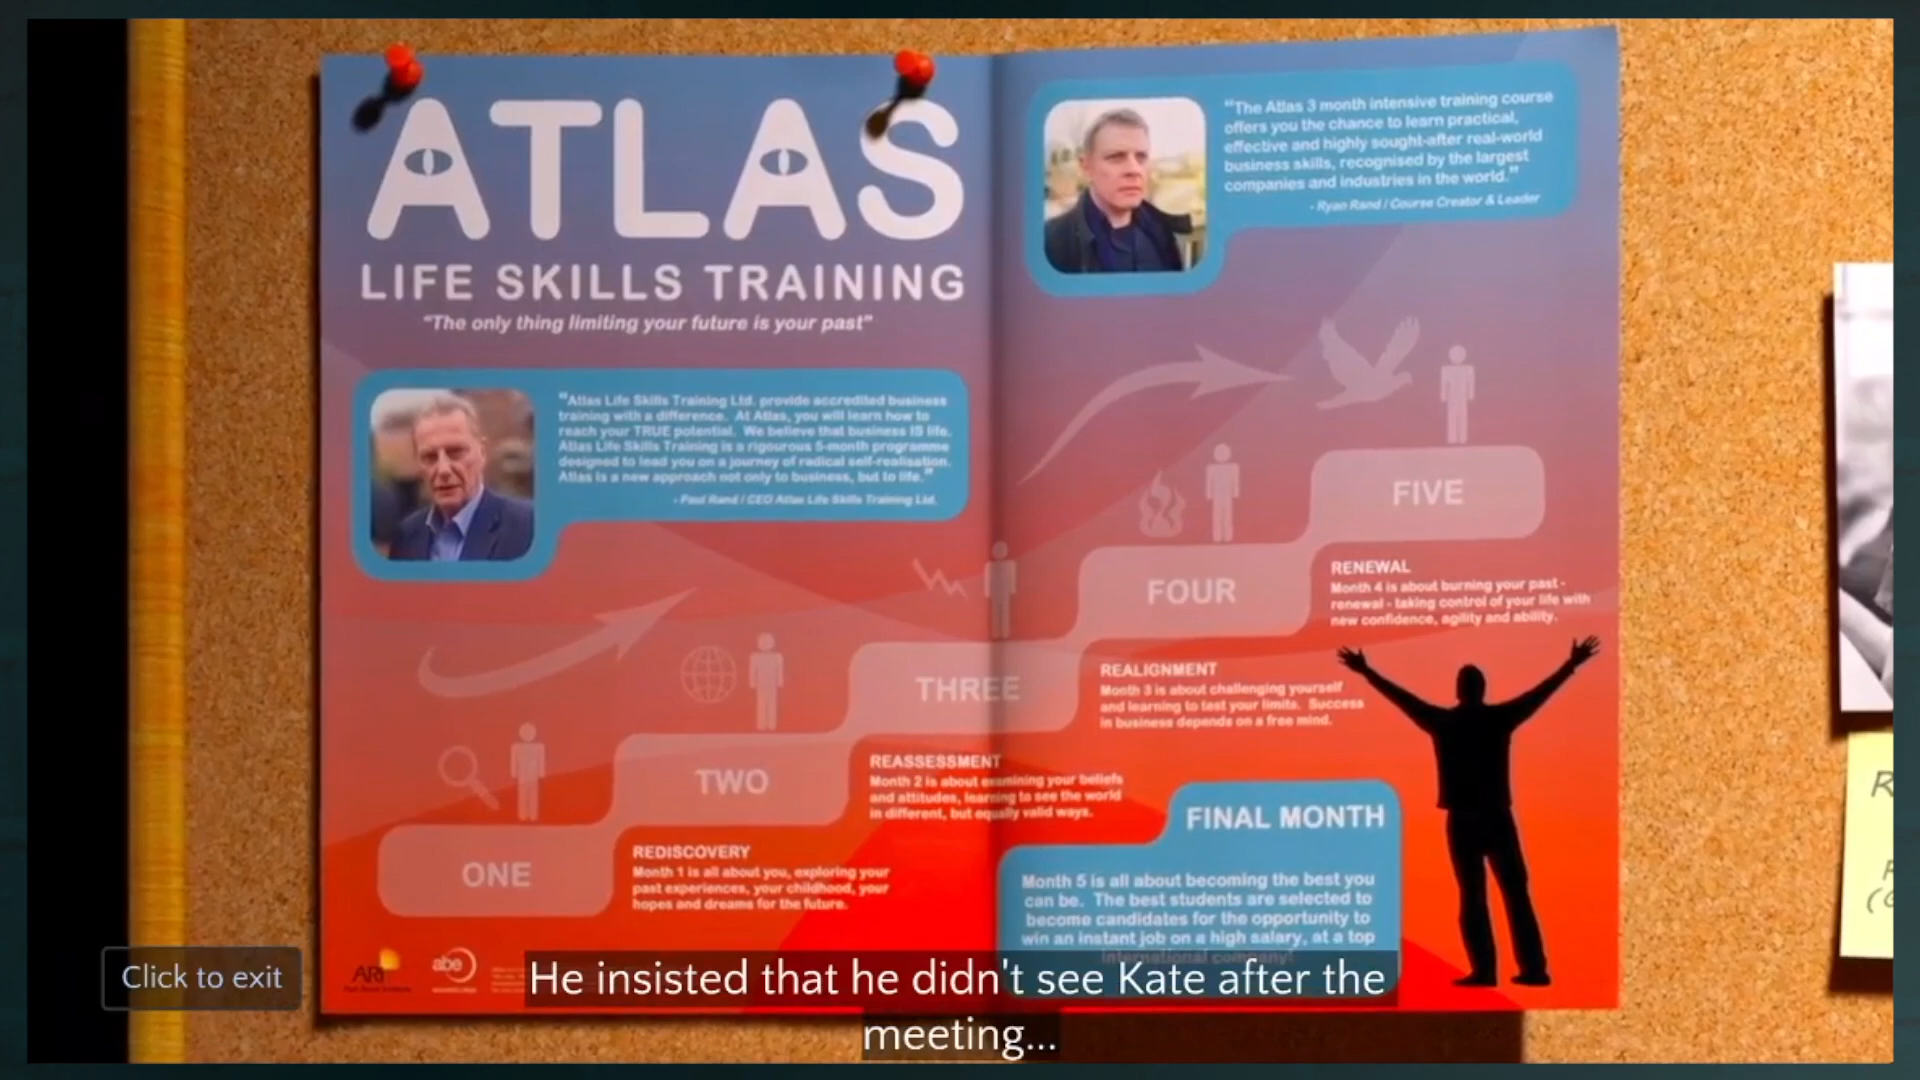 ATLAS
LIFE SKILLS TRAINING
"The only thing limiting your future is your past"
"Atlas Life Skills Training Ltd. provide accredited business
training with a difference. At Atlas, you will learn how to
reach your TRUE potential. We believe that business IS life.
Atlas Life Skills Training is a rigourous 5-month programme
designed to lead you on a journey of radical self-realisation.
Atlas is a new approach not only to business, but to life."
- Paul Rand / CEO Atlas Life Skills Training Ltd.
"The Atlas 3 month intensive training course
offers you the chance to learn practical,
effective and highly sought-after real-world
business skills, recognised by the largest
companies and industries in the world."
- Ryan Rand / Course Creator & Leader
FIVE
FOUR
THREE
TWO
ONE
RENEWAL
Month 4 is about burning your past -
renewal - taking control of your life with
new confidence, agility and ability.
REALIGNMENT
Month 3 is about challenging yourself
and learning to test your limits. Success
in business depends on a free mind.
REASSESSMENT
Month 2 is about examining your beliefs
and attitudes, learning to see the world
in different, but equally valid ways.
REDISCOVERY
Month 1 is all about you, exploring your
past experiences, your childhood, your
hopes and dreams for the future.
FINAL MONTH
Month 5 is all about becoming the best you
can be. The best students are selected to
become candidates for the opportunity to
win an instant job on a high salary, at a top
international company!
ARI
abe
Click to exit
He insisted that he didn't see Kate after the
meeting...